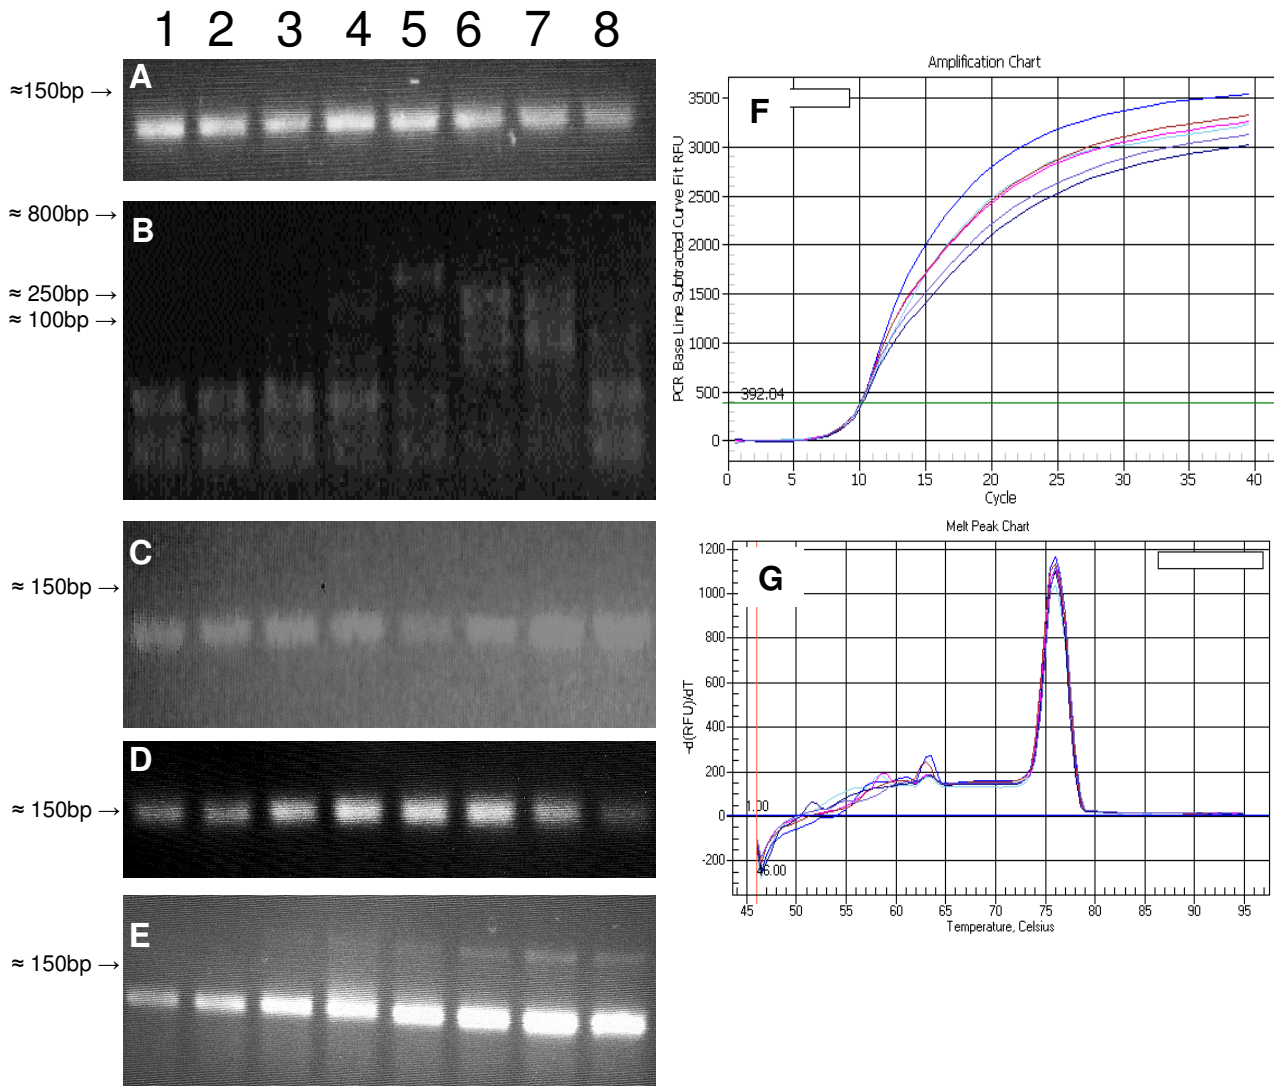 1 2 3 4 5 6 7 8
A
≈150bp →
B
≈ 800bp →
≈ 250bp →
≈ 100bp →
C
≈ 150bp →
D
≈ 150bp →
E
≈ 150bp →
Amplification Chart
F
PCR Base Line Subtracted Curve Fit RFU
3500
3000
2500
2000
1500
1000
500
0
392.04
0 5 10 15 20 25 30 35 40
Cycle
Melt Peak Chart
G
-d(RFU)/dT
1200
1000
800
600
400
200
0
-200
1.00
46.00
45 50 55 60 65 70 75 80 85 90 95
Temperature, Celsius